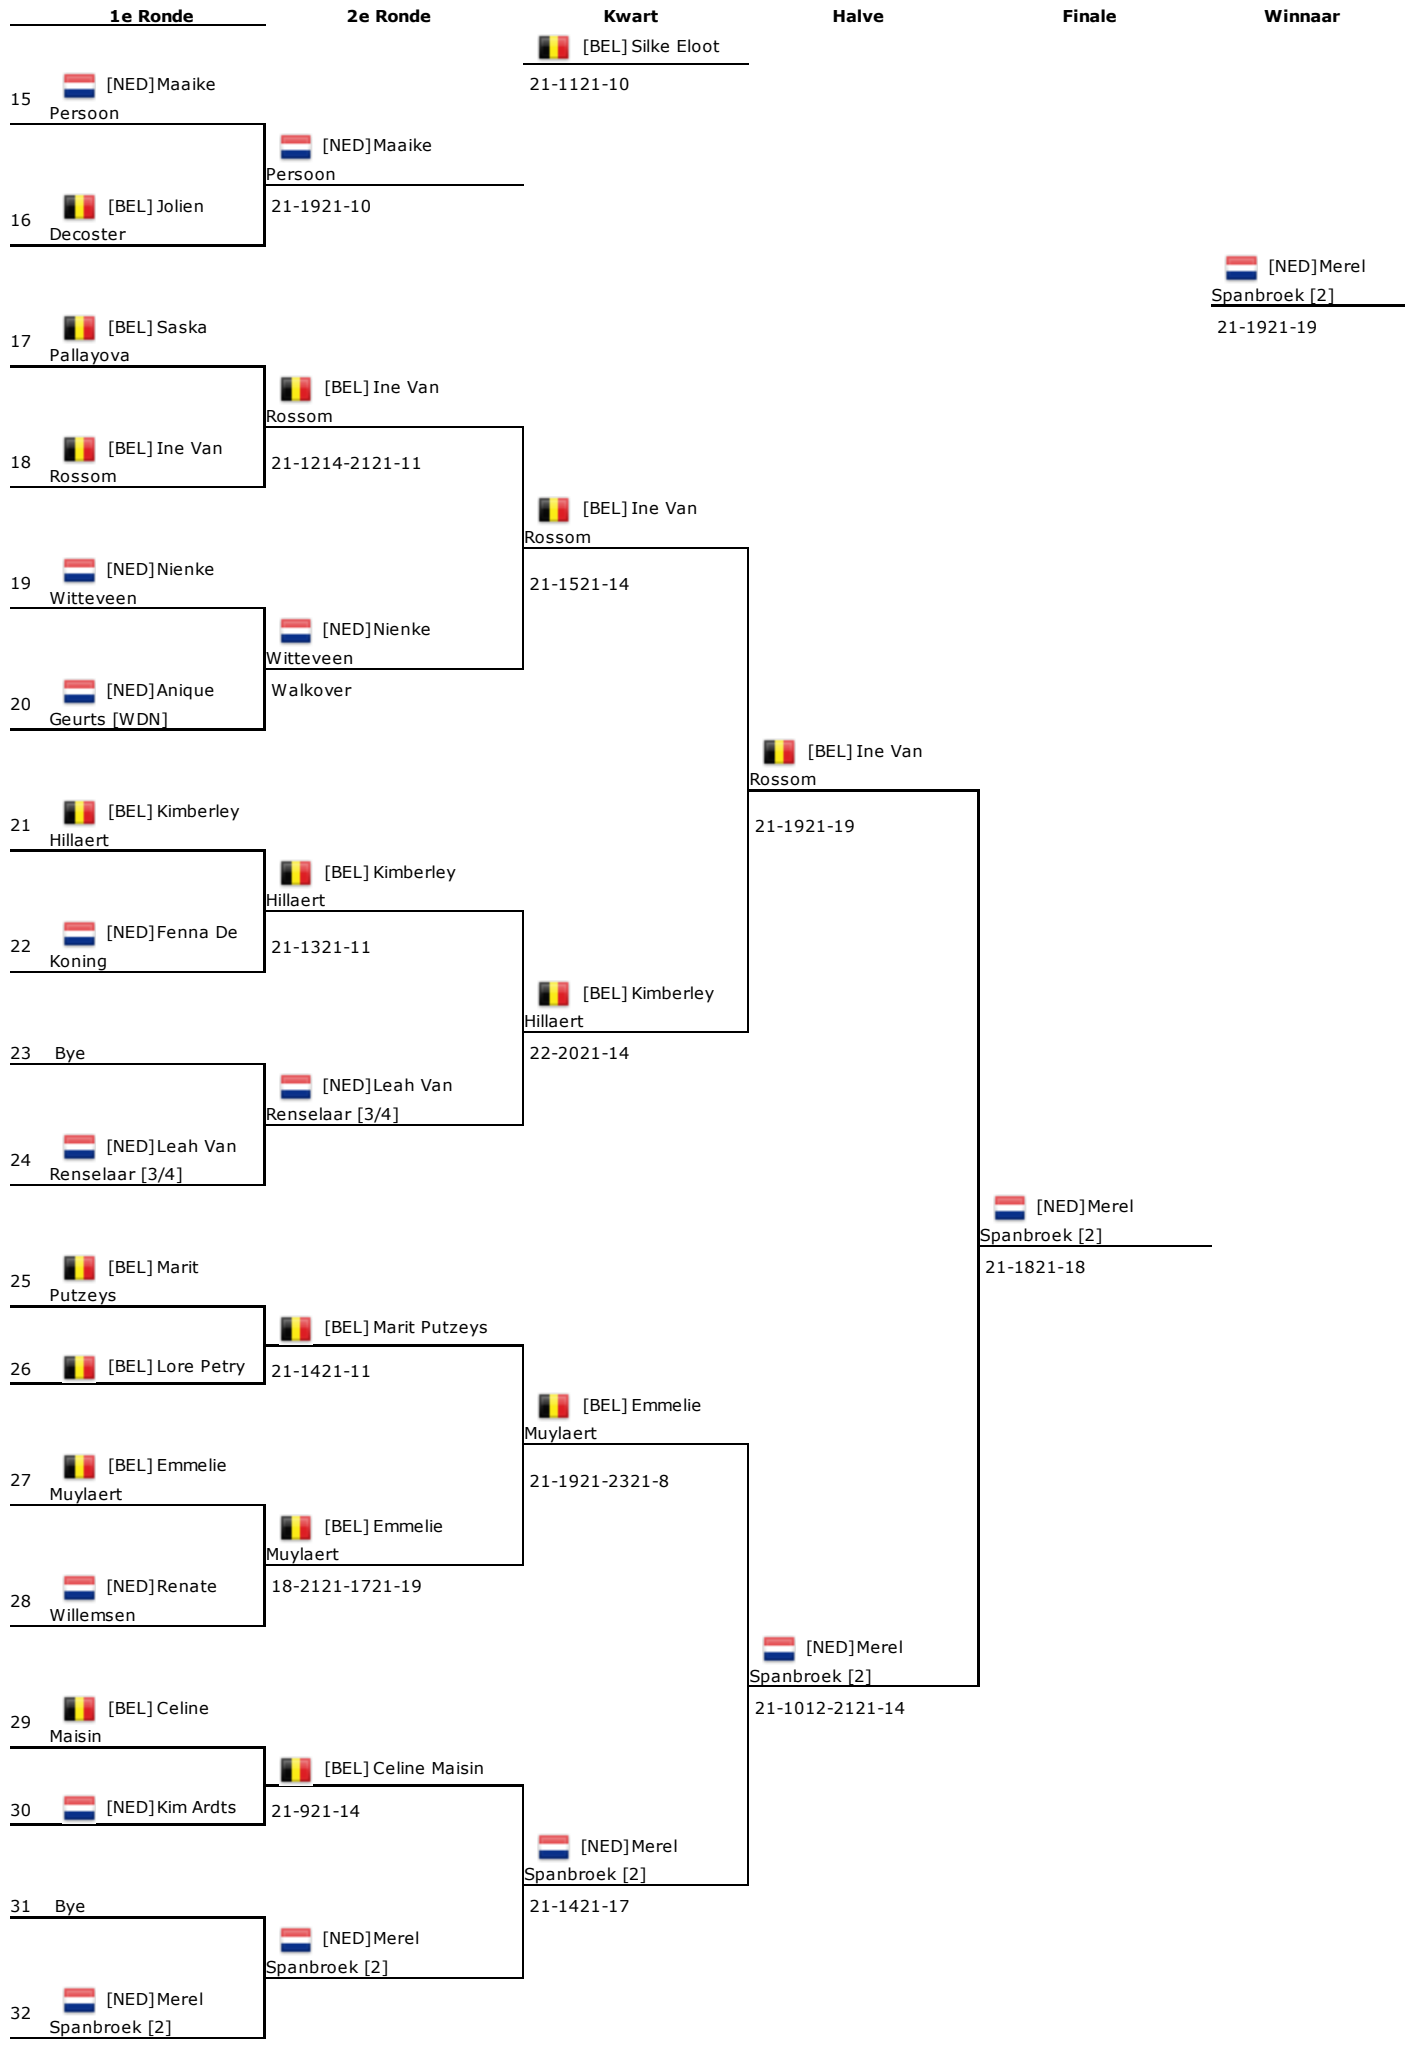 1e Ronde 2e Ronde Kwart Halve Finale Winnaar
[BEL] Silke Eloot
[NED] Maaike 21-1121-10
15
Persoon
[NED] Maaike
Persoon
[BEL] Jolien 21-1921-10
16
Decoster
[NED] Merel
Spanbroek [2]
[BEL] Saska 21-1921-19
17
Pallayova
[BEL] Ine Van
Rossom
[BEL] Ine Van
18 21-1214-2121-11
Rossom
[BEL] Ine Van
Rossom
[NED] Nienke
19 21-1521-14
Witteveen
[NED] Nienke
Witteveen
[NED] Anique Walkover
20
Geurts [WDN]
[BEL] Ine Van
Rossom
[BEL] Kimberley
21 21-1921-19
Hillaert
[BEL] Kimberley
Hillaert
[NED] Fenna De
22 21-1321-11
Koning
[BEL] Kimberley
Hillaert
23 Bye 22-2021-14
[NED] Leah Van
Renselaar [3/4]
[NED] Leah Van
24
Renselaar [3/4]
[NED] Merel
Spanbroek [2]
[BEL] Marit 21-1821-18
25
Putzeys
[BEL] Marit Putzeys
26 [BEL] Lore Petry 21-1421-11
[BEL] Emmelie
Muylaert
[BEL] Emmelie
27 21-1921-2321-8
Muylaert
[BEL] Emmelie
Muylaert
[NED] Renate 18-2121-1721-19
28
Willemsen
[NED] Merel
Spanbroek [2]
[BEL] Celine 21-1012-2121-14
29
Maisin
[BEL] Celine Maisin
30 [NED] Kim Ardts 21-921-14
[NED] Merel
Spanbroek [2]
31 Bye 21-1421-17
[NED] Merel
Spanbroek [2]
[NED] Merel
32
Spanbroek [2]